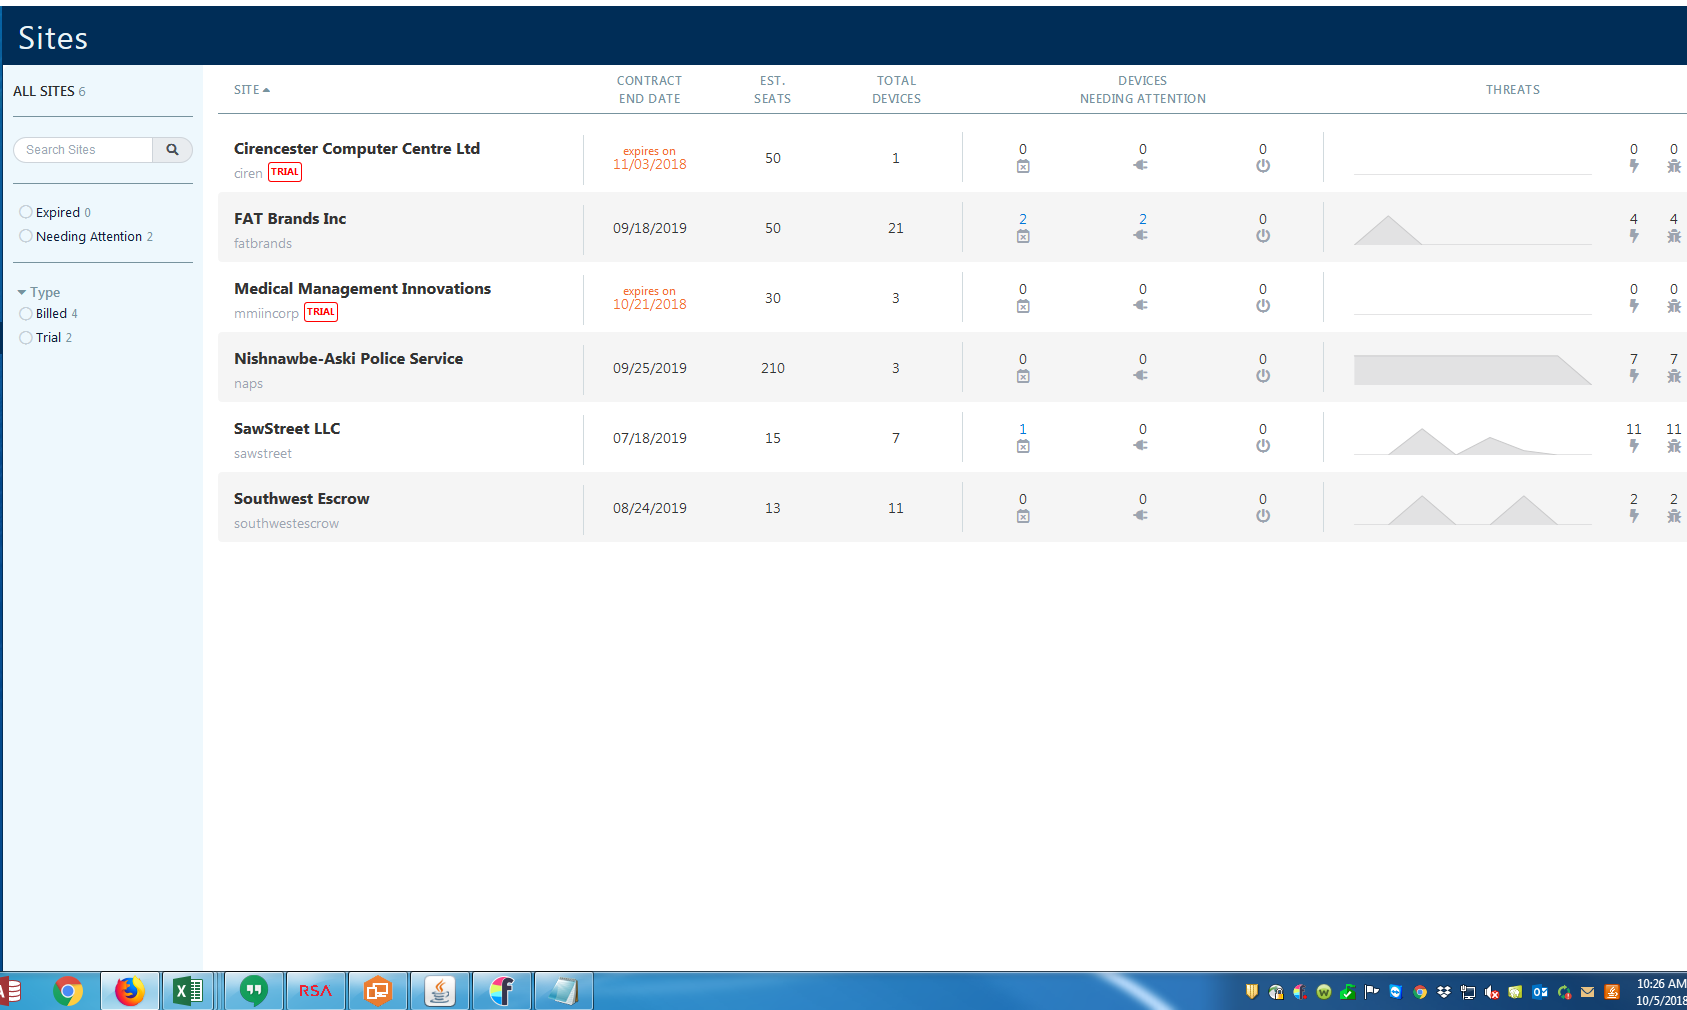 Sites
ALL SITES 6
Search Sites
Expired 0
Needing Attention 2
Type
Billed 4
Trial 2
SITE CONTRACT END DATE EST. SEATS TOTAL DEVICES DEVICES NEEDING ATTENTION THREATS
Cirencester Computer Centre Ltd
ciren TRIAL
expires on
11/03/2018 50 1 0 0 0 0 0
FAT Brands Inc
fatbrands
09/18/2019 50 21 2 2 0 4 4
Medical Management Innovations
mmiincorp TRIAL
expires on
10/21/2018 30 3 0 0 0 0 0
Nishnawbe-Aski Police Service
naps
09/25/2019 210 3 0 0 0 7 7
SawStreet LLC
sawstreet
07/18/2019 15 7 1 0 0 11 11
Southwest Escrow
southwestescrow
08/24/2019 13 11 0 0 0 2 2
RSA
10:26 AM
10/5/2018